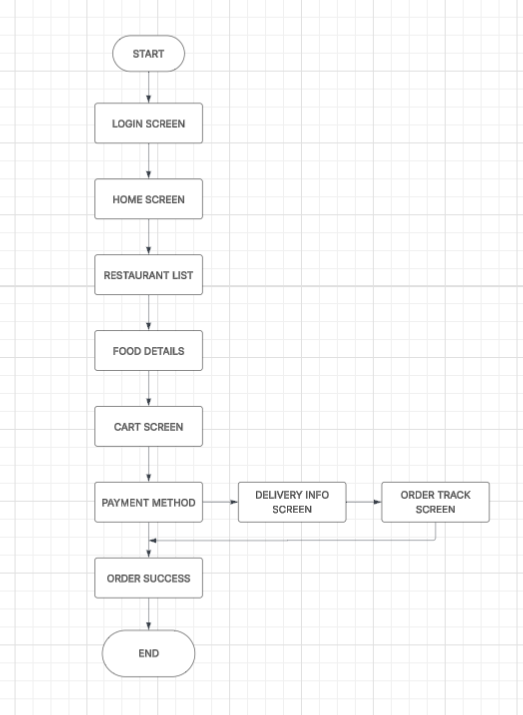 START
LOGIN SCREEN
HOME SCREEN
RESTAURANT LIST
FOOD DETAILS
CART SCREEN
PAYMENT METHOD
DELIVERY INFO
SCREEN
ORDER TRACK
SCREEN
ORDER SUCCESS
END